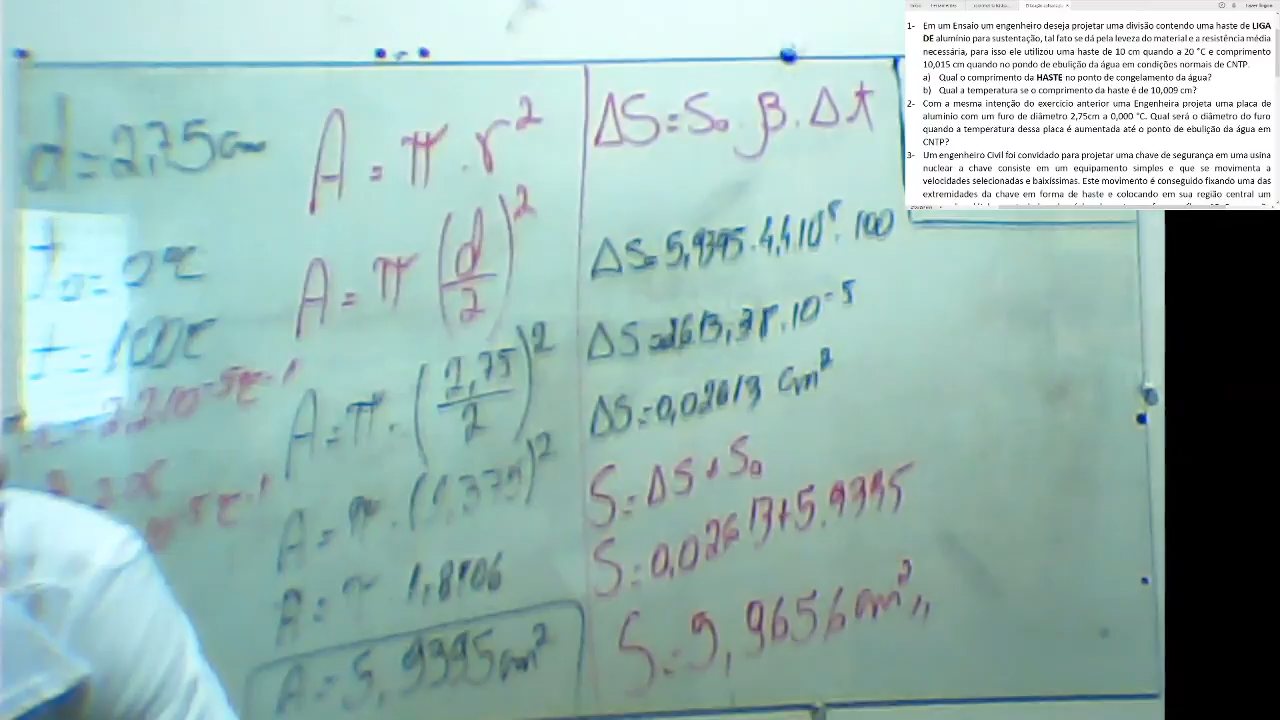 1- Em um Ensaio um engenheiro deseja projetar uma divisão contendo uma haste de LIGA
DE alumínio para sustentação, tal fato se dá pela leveza do material e a resistência média
necessária, para isso ele utilizou uma haste de 10 cm quando a 20 °C e comprimento
10,015 cm quando no pondo de ebulição da água em condições normais de CNTP.
a) Qual o comprimento da HASTE no ponto de congelamento da água?
b) Qual a temperatura se o comprimento da haste é de 10,009 cm?
2- Com a mesma intenção do exercício anterior uma Engenheira projeta uma placa de
alumínio com um furo de diâmetro 2,75cm a 0,000 °C. Qual será o diâmetro do furo
quando a temperatura dessa placa é aumentada até o ponto de ebulição da água em
CNTP?
3- Um engenheiro Civil foi convidado para projetar uma chave de segurança em uma usina
nuclear a chave consiste em um equipamento simples e que se movimenta a
velocidades selecionadas e baixíssimas. Este movimento é conseguido fixando uma das
extremidades da chave em forma de haste e colocando em sua região central um
d=2,75cm
t0=0°C
t=100°C
A = π . r²
A = π (d/2)²
A = π . (2,75/2)²
A = π . (1,375)²
A = π 1,8906
A = 5,9395cm²
ΔS = S0 . β . Δt
ΔS = 5,9395 . 4,4.10⁻⁵ . 100
ΔS = 2613,38.10⁻⁵
ΔS = 0,02613 cm²
S = ΔS + S0
S = 0,02613+5,9395
S = 5,9656cm²,,